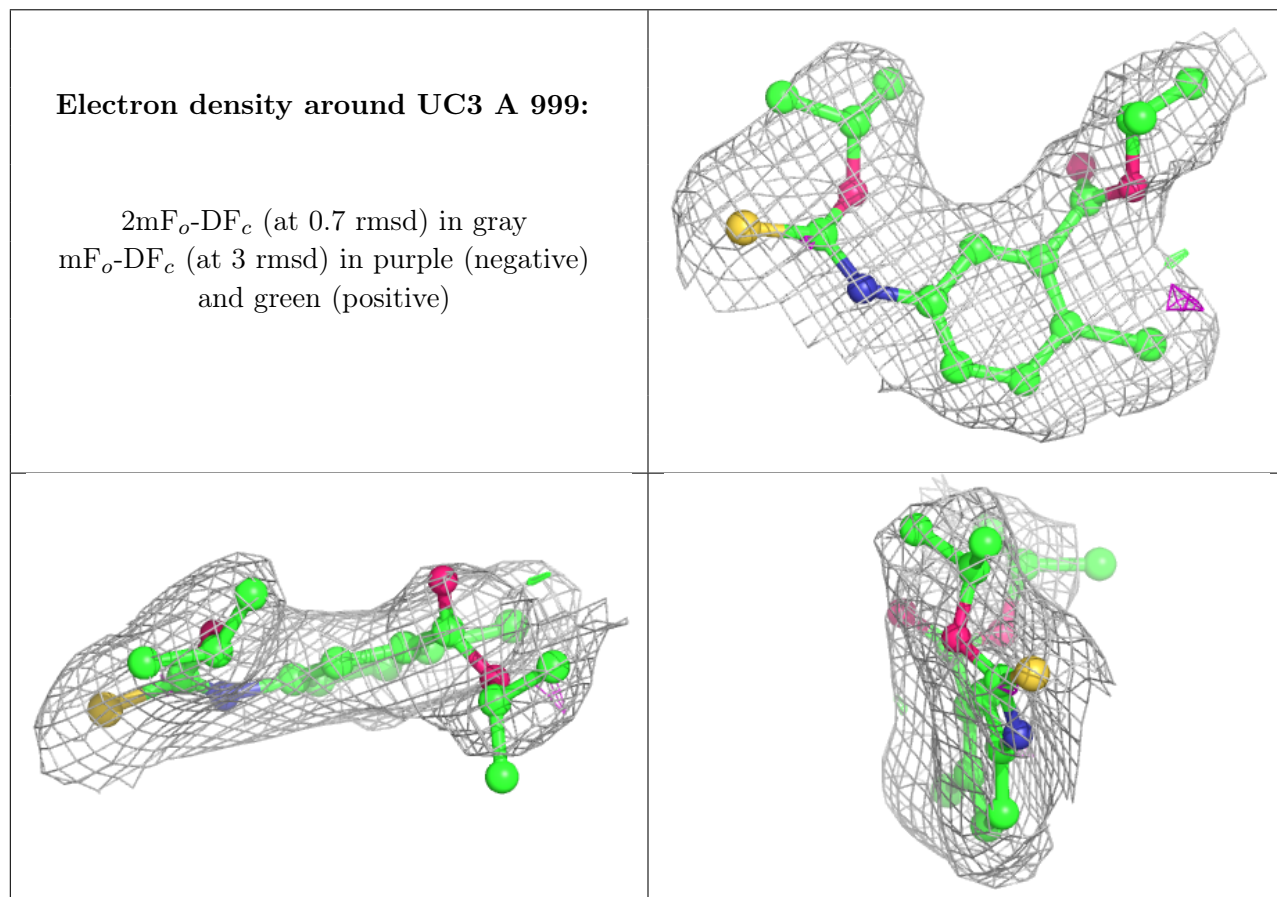 Electron density around UC3 A 999:
2mFo-DFc (at 0.7 rmsd) in gray
mFo-DFc (at 3 rmsd) in purple (negative)
and green (positive)